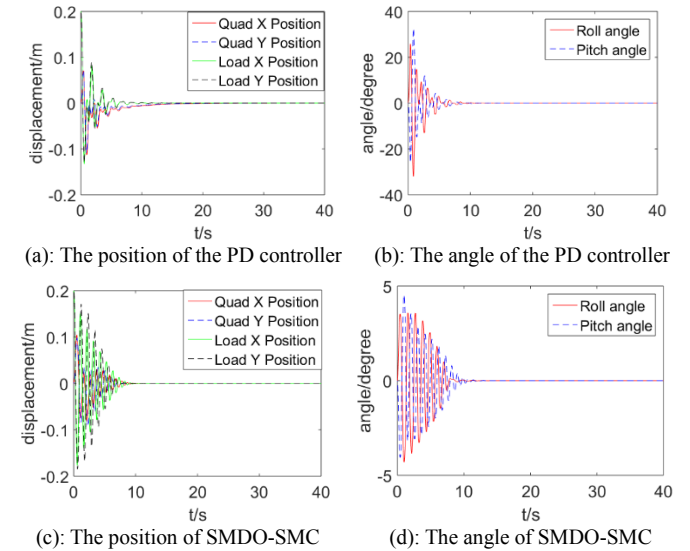 0.2
0.1
0
-0.1
-0.2
displacement/m
Quad X Position
Quad Y Position
Load X Position
Load Y Position
0 10 20 30 40
t/s
(a): The position of the PD controller
40
20
0
-20
-40
angle/degree
Roll angle
Pitch angle
0 10 20 30 40
t/s
(b): The angle of the PD controller
0.2
0.1
0
-0.1
-0.2
displacement/m
Quad X Position
Quad Y Position
Load X Position
Load Y Position
0 10 20 30 40
t/s
(c): The position of SMDO-SMC
5
0
-5
angle/degree
Roll angle
Pitch angle
0 10 20 30 40
t/s
(d): The angle of SMDO-SMC